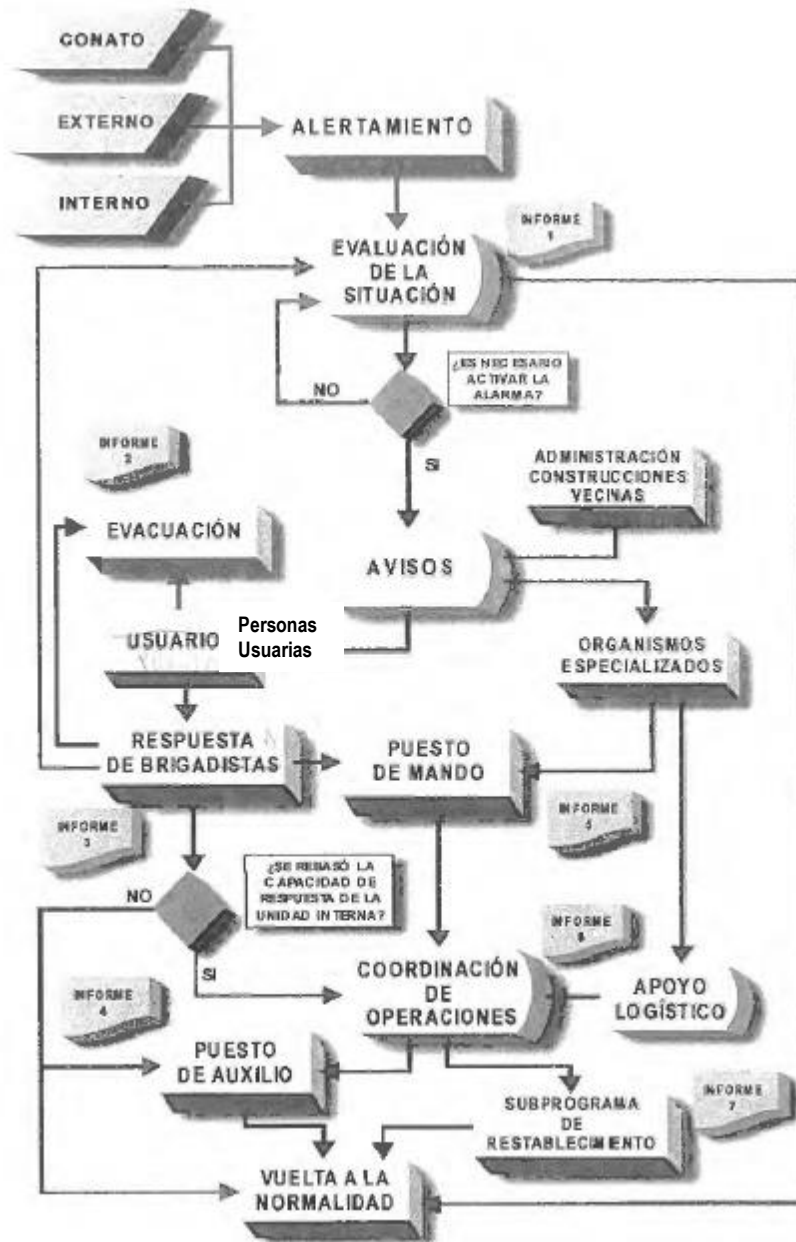 CONATO
EXTERNO
INTERNO
ALERTAMIENTO
INFORME
1
EVALUACIÓN
DE LA
SITUACIÓN
¿ES NECESARIO
ACTIVAR LA
ALARMA?
NO
SI
INFORME
2
EVACUACIÓN
ADMINISTRACIÓN
CONSTRUCCIONES
VECINAS
AVISOS
USUARIO
Personas
Usuarias
ORGANISMOS
ESPECIALIZADOS
RESPUESTA
DE BRIGADISTAS
PUESTO
DE MANDO
INFORME
3
INFORME
5
¿SE REBASÓ LA
CAPACIDAD DE
RESPUESTA DE LA
UNIDAD INTERNA?
NO
SI
INFORME
6
COORDINACIÓN
DE
OPERACIONES
APOYO
LOGÍSTICO
INFORME
4
PUESTO
DE AUXILIO
SUBPROGRAMA
DE
RESTABLECIMIENTO
INFORME
7
VUELTA A LA
NORMALIDAD